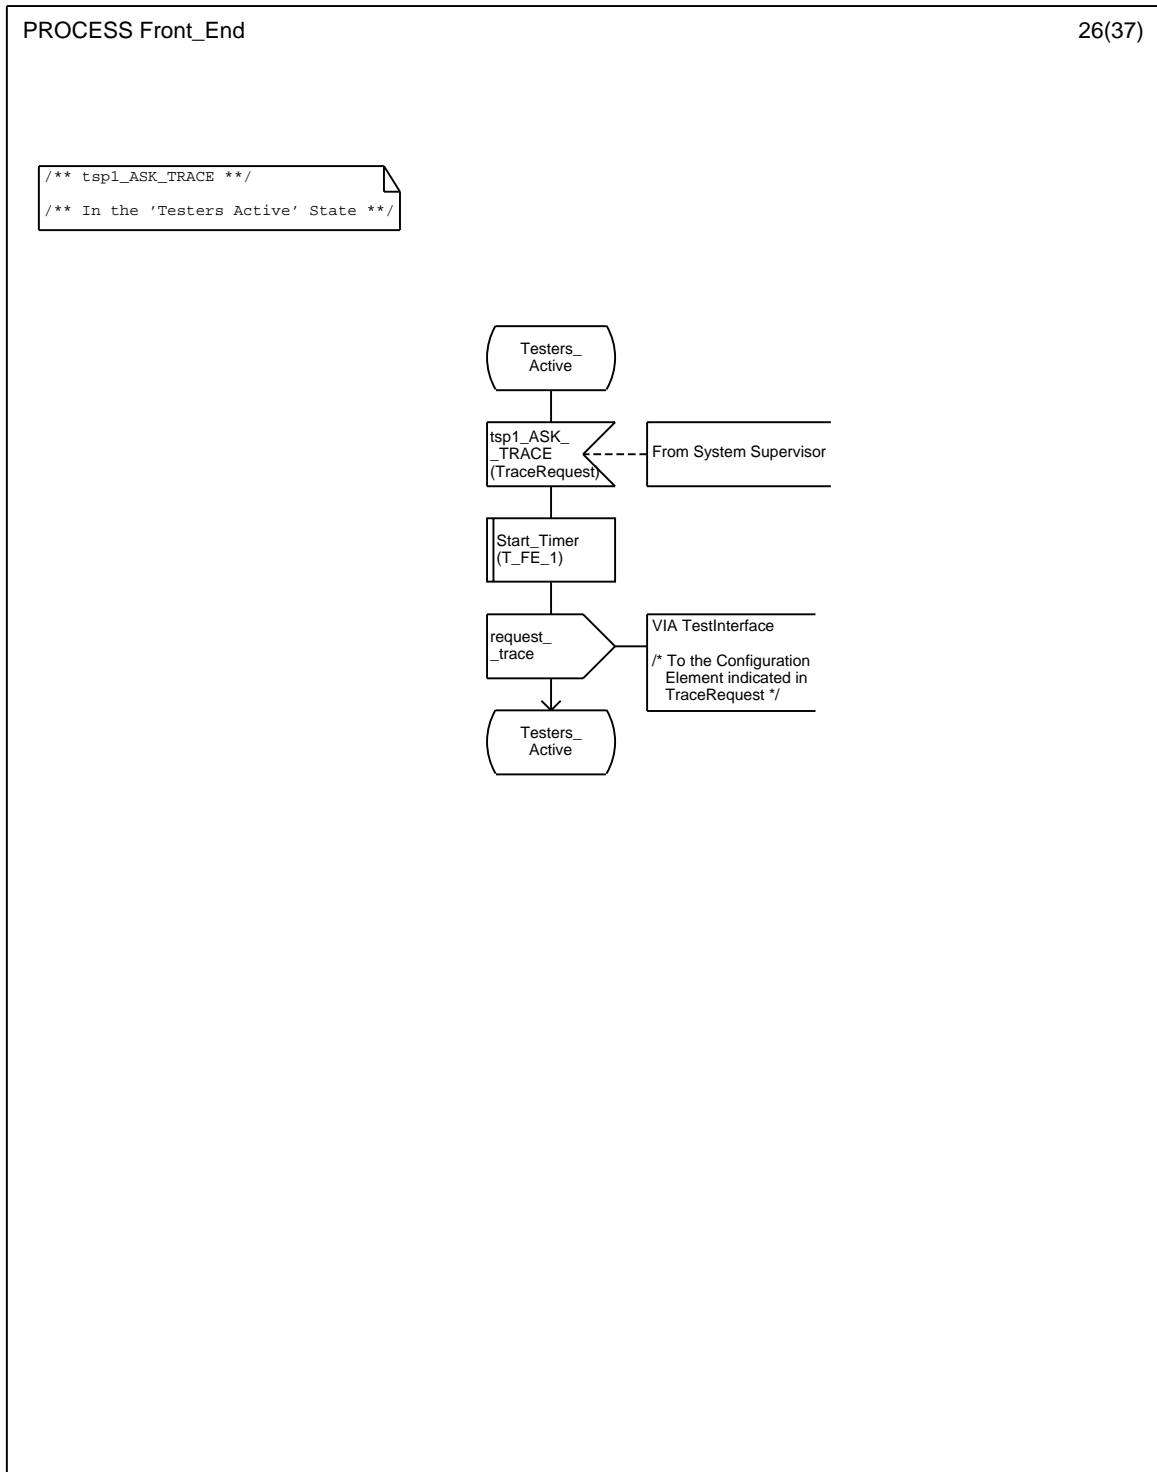 PROCESS Front_End
26(37)
/** tsp1_ASK_TRACE **/
/** In the 'Testers Active' State **/
Testers_
Active
tsp1_ASK_
_TRACE
(TraceRequest)
From System Supervisor
Start_Timer
(T_FE_1)
request_
_trace
VIA TestInterface
/* To the Configuration
Element indicated in
TraceRequest */
Testers_
Active